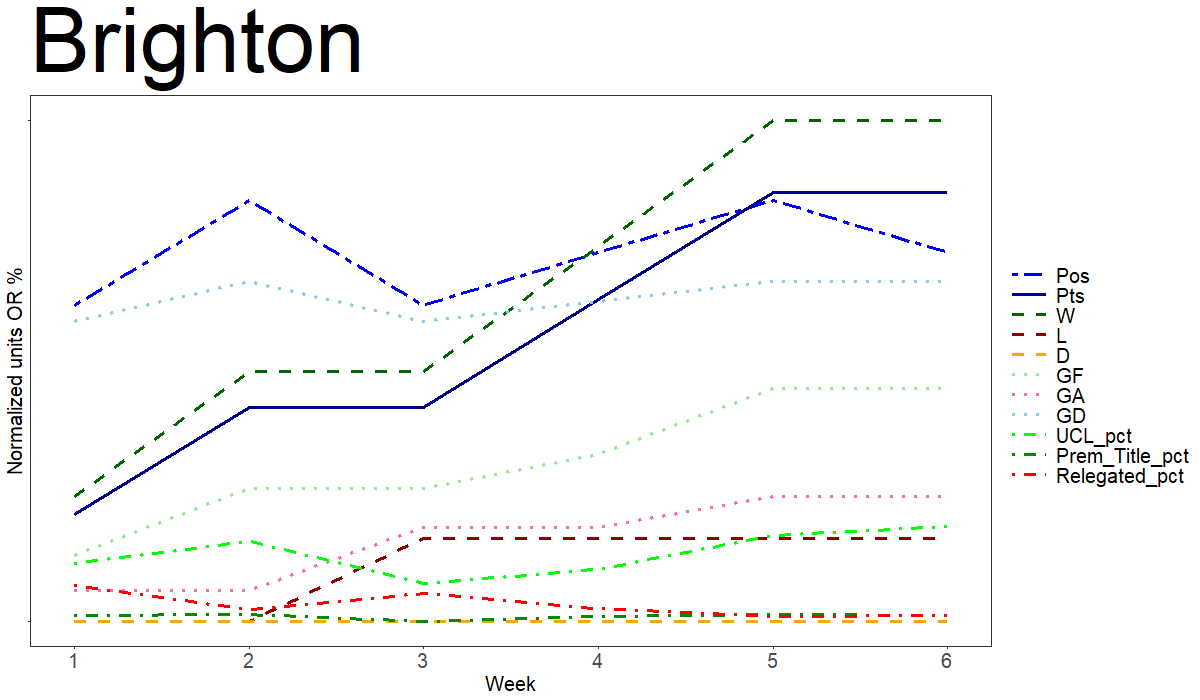 Brighton
Normalized units OR %
1 2 3 4 5 6
Week
Pos
Pts
W
L
D
GF
GA
GD
UCL_pct
Prem_Title_pct
Relegated_pct